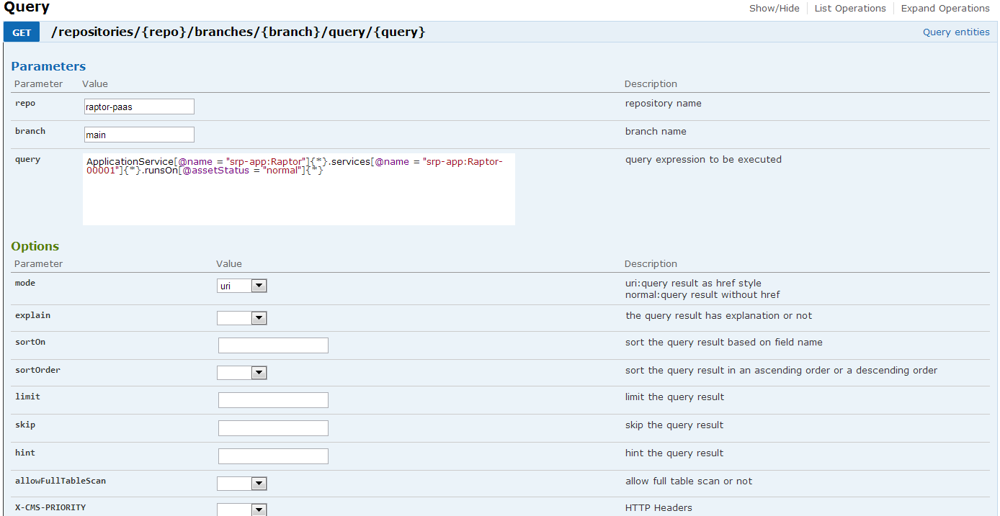 Query
Show/Hide List Operations Expand Operations
GET /repositories/{repo}/branches/{branch}/query/{query} Query entities
Parameters
Parameter Value Description
repo raptor-paas repository name
branch main branch name
query ApplicationService[@name = "srp-app:Raptor"]{*}.services[@name = "srp-app:Raptor- query expression to be executed
00001"]{*}.runsOn[@assetStatus = "normal"]{*}
Options
Parameter Value Description
mode uri uri:query result as href style
normal:query result without href
explain the query result has explanation or not
sortOn sort the query result based on field name
sortOrder sort the query result in an ascending order or a descending order
limit limit the query result
skip skip the query result
hint hint the query result
allowFullTableScan allow full table scan or not
X-CMS-PRIORITY HTTP Headers